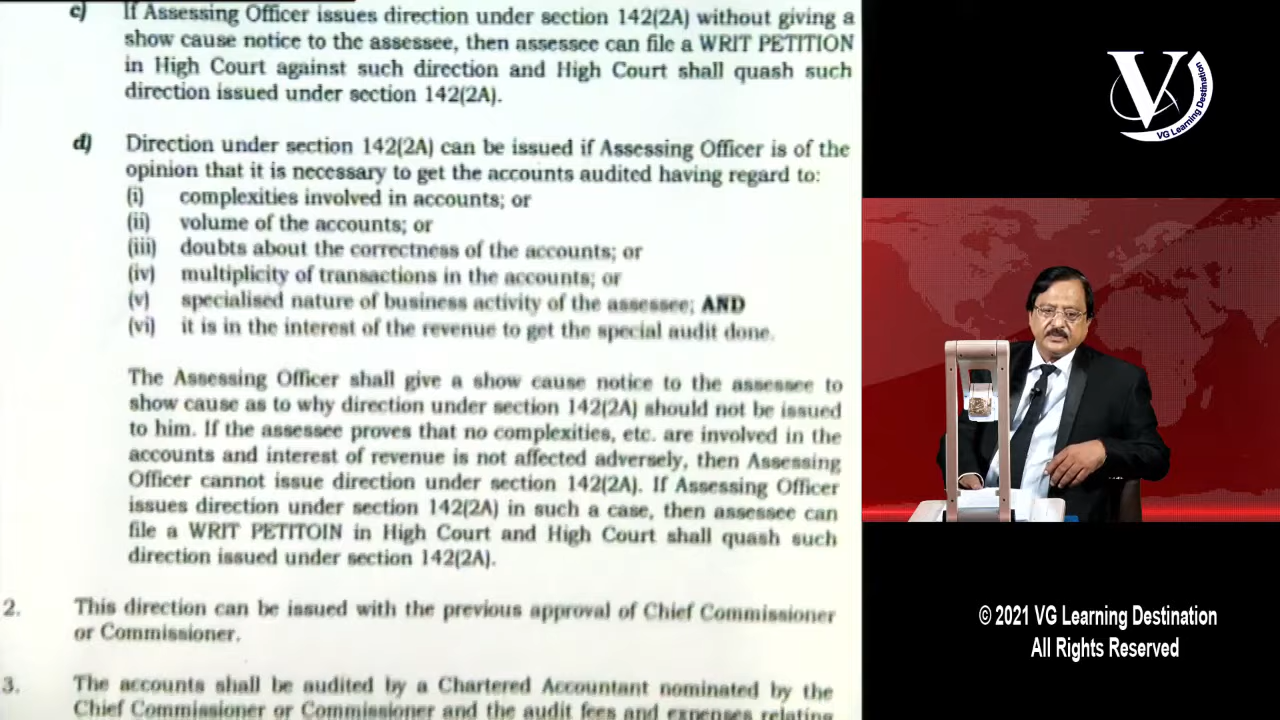 c) If Assessing Officer issues direction under section 142(2A) without giving a
show cause notice to the assessee, then assessee can file a WRIT PETITION
in High Court against such direction and High Court shall quash such
direction issued under section 142(2A).
d) Direction under section 142(2A) can be issued if Assessing Officer is of the
opinion that it is necessary to get the accounts audited having regard to:
(i) complexities involved in accounts; or
(ii) volume of the accounts; or
(iii) doubts about the correctness of the accounts; or
(iv) multiplicity of transactions in the accounts; or
(v) specialised nature of business activity of the assessee; AND
(vi) it is in the interest of the revenue to get the special audit done.
The Assessing Officer shall give a show cause notice to the assessee to
show cause as to why direction under section 142(2A) should not be issued
to him. If the assessee proves that no complexities, etc. are involved in the
accounts and interest of revenue is not affected adversely, then Assessing
Officer cannot issue direction under section 142(2A). If Assessing Officer
issues direction under section 142(2A) in such a case, then assessee can
file a WRIT PETITOIN in High Court and High Court shall quash such
direction issued under section 142(2A).
2. This direction can be issued with the previous approval of Chief Commissioner
or Commissioner.
3. The accounts shall be audited by a Chartered Accountant nominated by the
Chief Commissioner or Commissioner and the audit fees and expenses relating
V
VG Learning Destination
© 2021 VG Learning Destination
All Rights Reserved